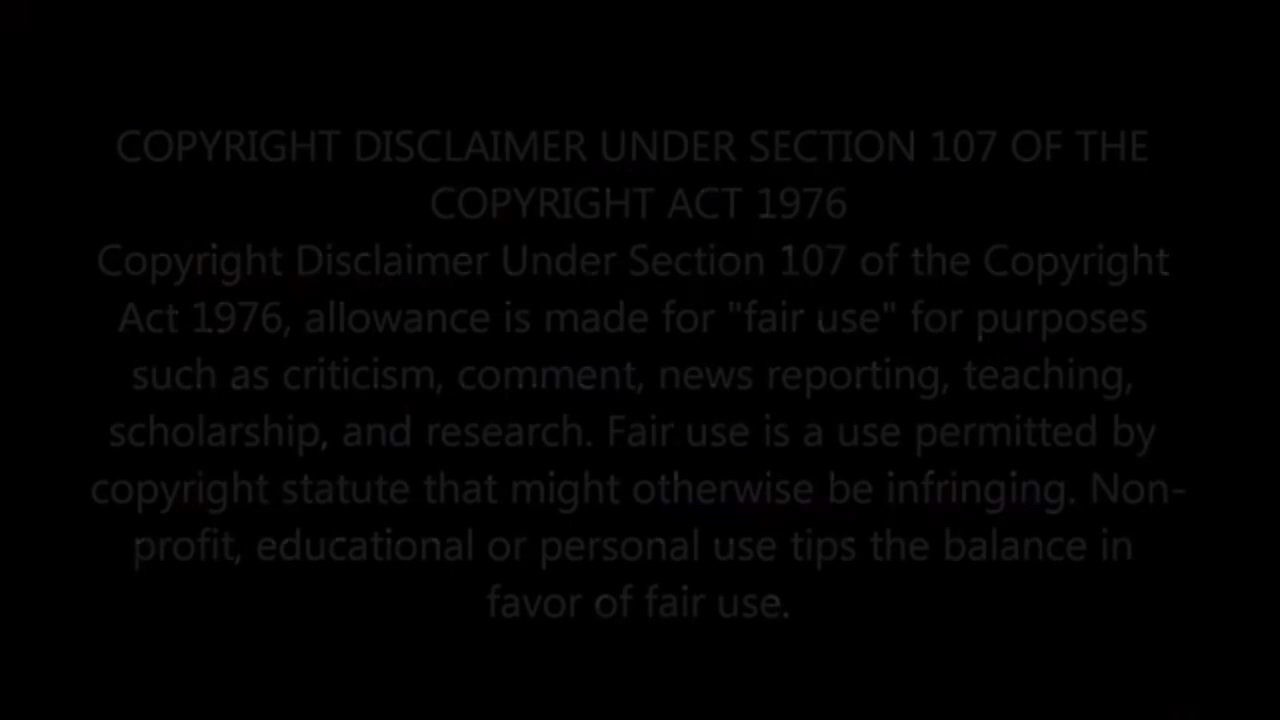 COPYRIGHT DISCLAIMER UNDER SECTION 107 OF THE
COPYRIGHT ACT 1976
Copyright Disclaimer Under Section 107 of the Copyright
Act 1976, allowance is made for "fair use" for purposes
such as criticism, comment, news reporting, teaching,
scholarship, and research. Fair use is a use permitted by
copyright statute that might otherwise be infringing. Non-
profit, educational or personal use tips the balance in
favor of fair use.